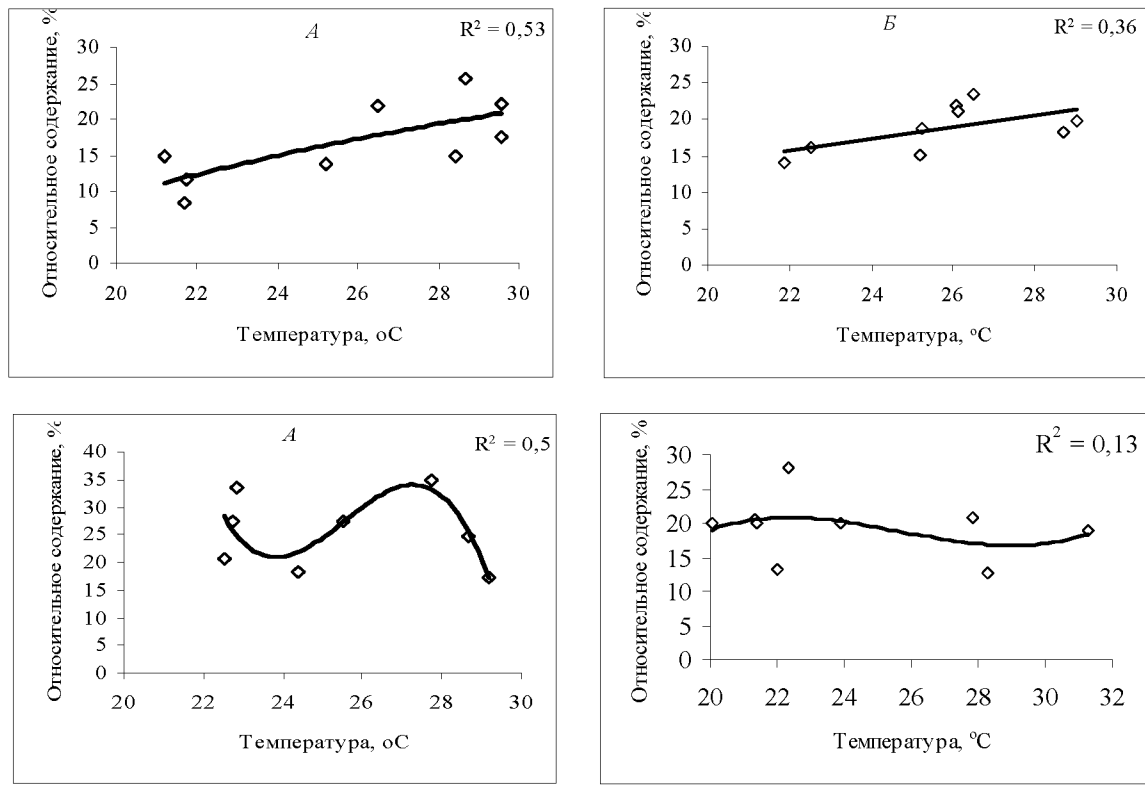 А
R² = 0,53
Относительное содержание, %
30
25
20
15
10
5
0
20 22 24 26 28 30
Температура, оС
Б
R² = 0,36
Относительное содержание, %
30
25
20
15
10
5
0
20 22 24 26 28 30
Температура, ºС
А
R² = 0,5
Относительное содержание, %
40
35
30
25
20
15
10
5
0
20 22 24 26 28 30
Температура, оС
R² = 0,13
Относительное содержание, %
30
25
20
15
10
5
0
20 22 24 26 28 30 32
Температура, ºС